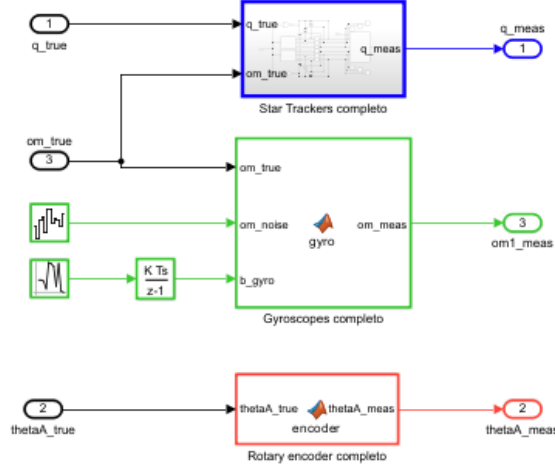 1
q_true
q_true
q_meas
om_true
Star Trackers completo
q_meas
1
om_true
3
om_true
om_noise
gyro
om_meas
b_gyro
Gyroscopes completo
3
om1_meas
K Ts
z-1
2
thetaA_true
thetaA_true
thetaA_meas
encoder
Rotary encoder completo
2
thetaA_meas